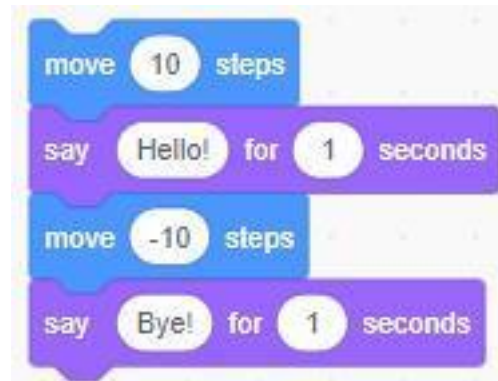 move 10 steps
say Hello! for 1 seconds
move -10 steps
say Bye! for 1 seconds